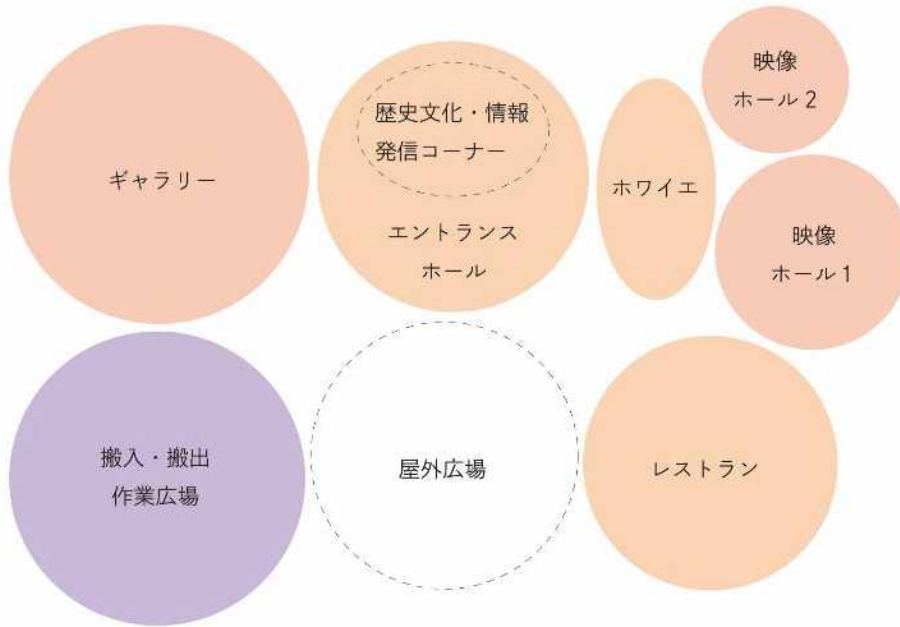 ギャラリー
歴史文化・情報
発信コーナー
エントランス
ホール
ホワイエ
映像
ホール2
映像
ホール1
搬入・搬出
作業広場
屋外広場
レストラン